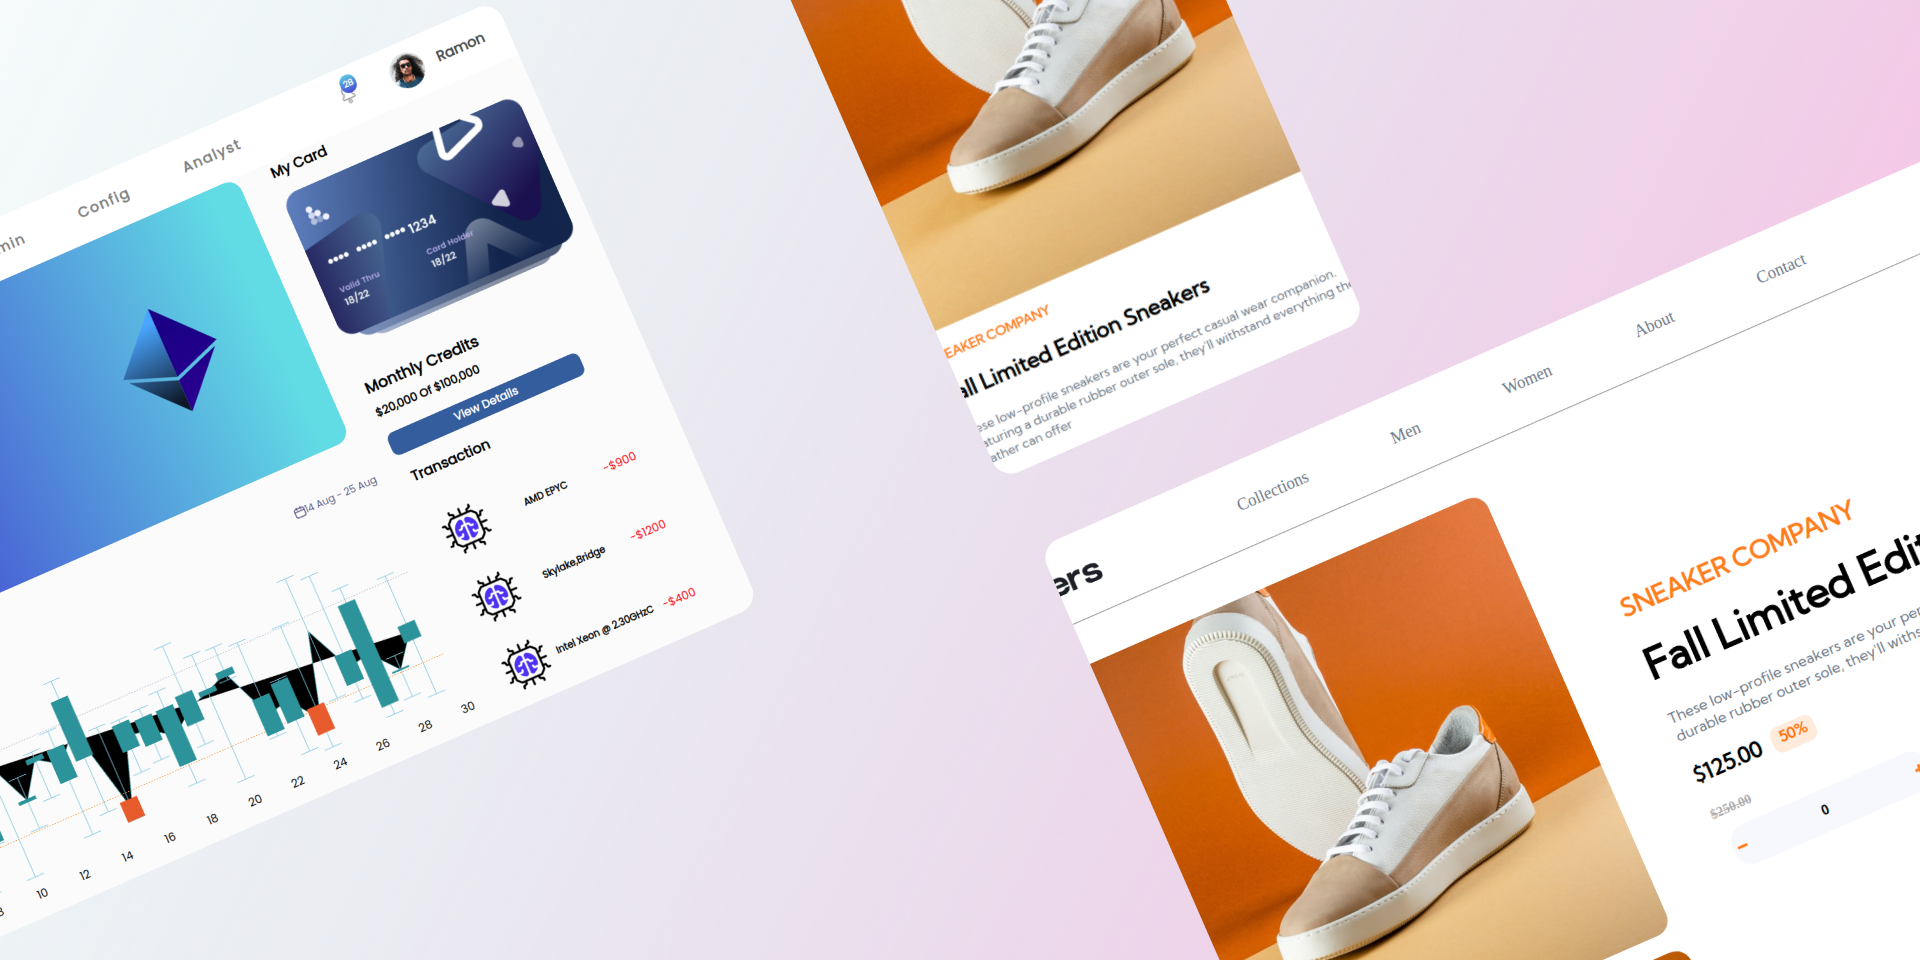 28
Ramon
min
Config
Analyst
My Card
•••• •••• •••• 1234
Valid Thru
18/22
Card Holder
18/22
Monthly Credits
$20,000 Of $100,000
View Details
Transaction
AMD EPYC
-$900
Skylake,Bridge
-$1200
Intel Xeon @ 2.30GHzC
-$400
14 Aug - 25 Aug
10
12
14
16
18
20
22
24
26
28
30
EAKER COMPANY
all Limited Edition Sneakers
ese low-profile sneakers are your perfect casual wear companion.
aturing a durable rubber outer sole, they'll withstand everything the
ather can offer
ers
Collections
Men
Women
About
Contact
SNEAKER COMPANY
Fall Limited Edit
These low-profile sneakers are your per
durable rubber outer sole, they'll withs
$125.00
50%
$250.00
−
0
+